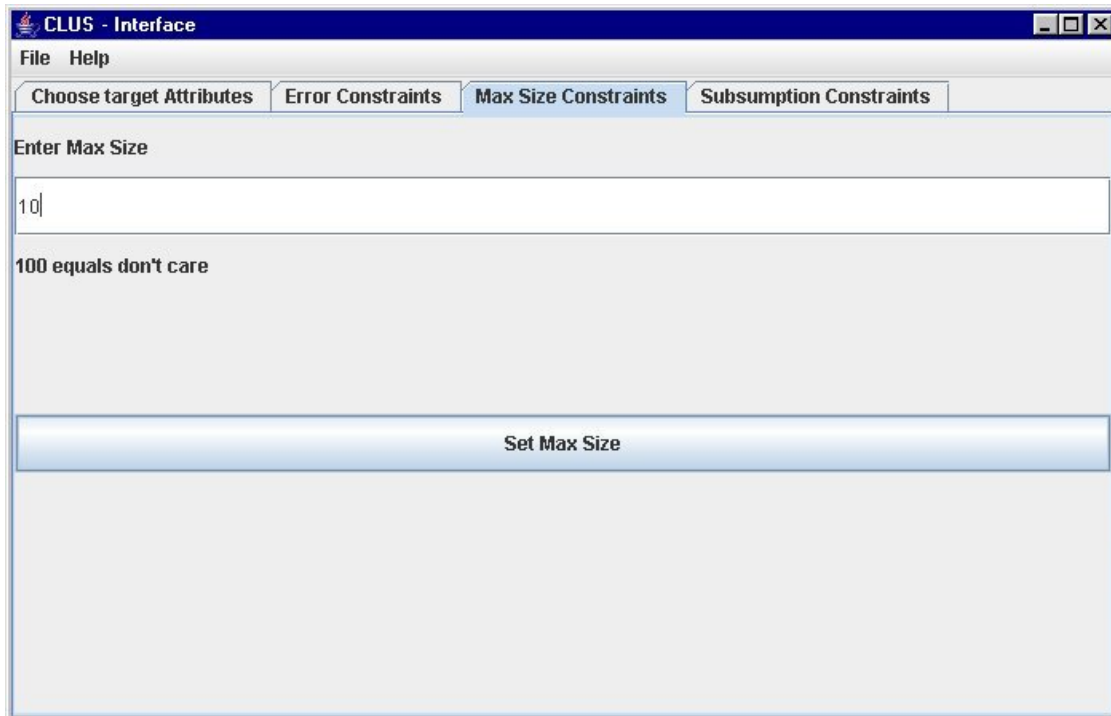 CLUS - Interface
File Help
Choose target Attributes Error Constraints Max Size Constraints Subsumption Constraints
Enter Max Size
10
100 equals don't care
Set Max Size